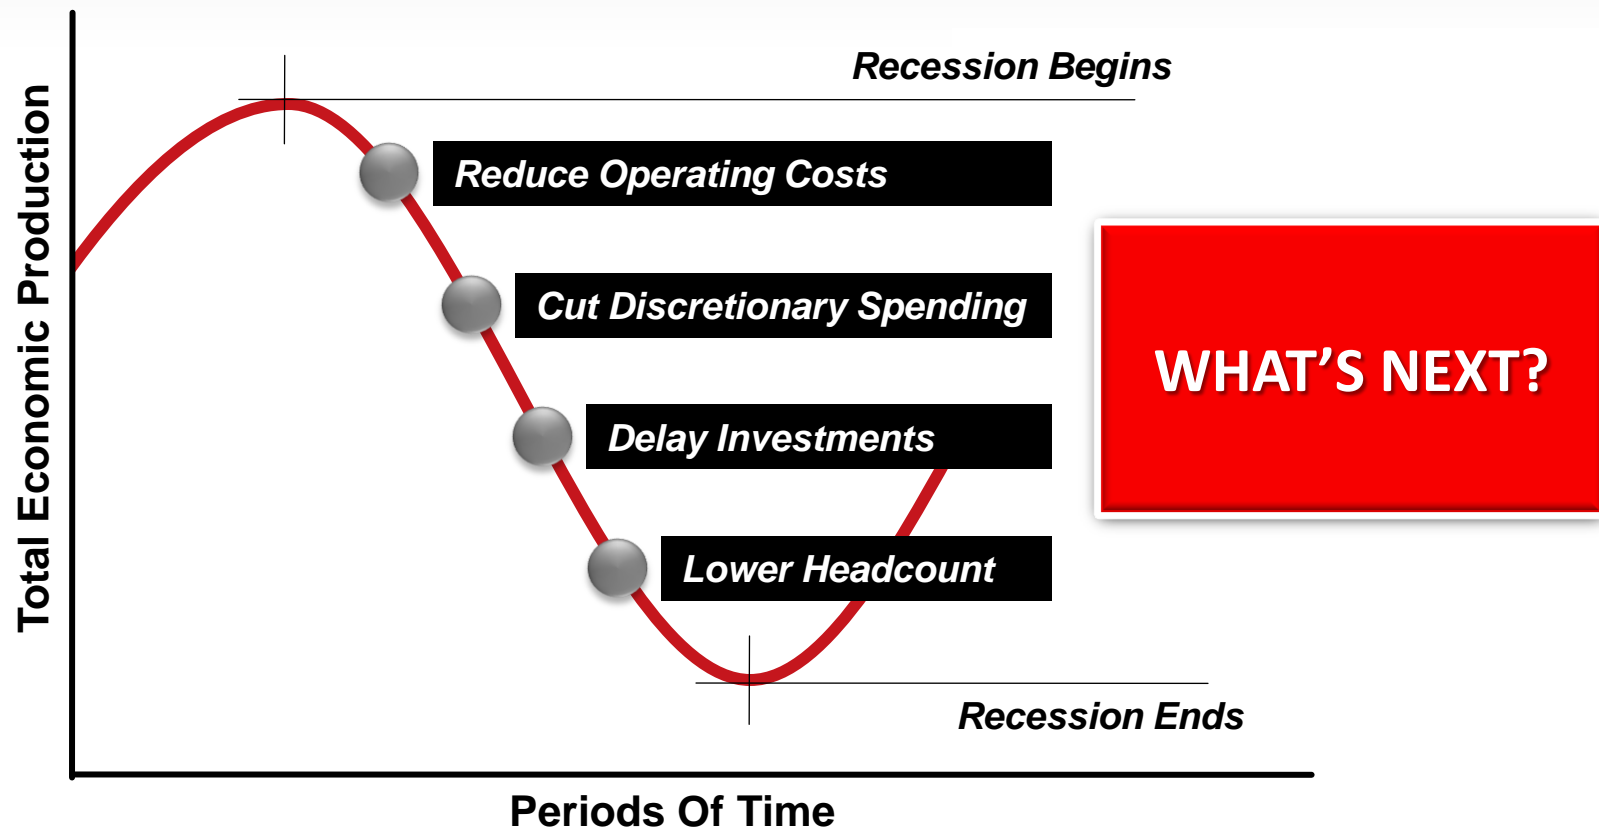 Recession Begins
Total Economic Production
Reduce Operating Costs
Cut Discretionary Spending
WHAT’S NEXT?
Delay Investments
Lower Headcount
Recession Ends
Periods Of Time